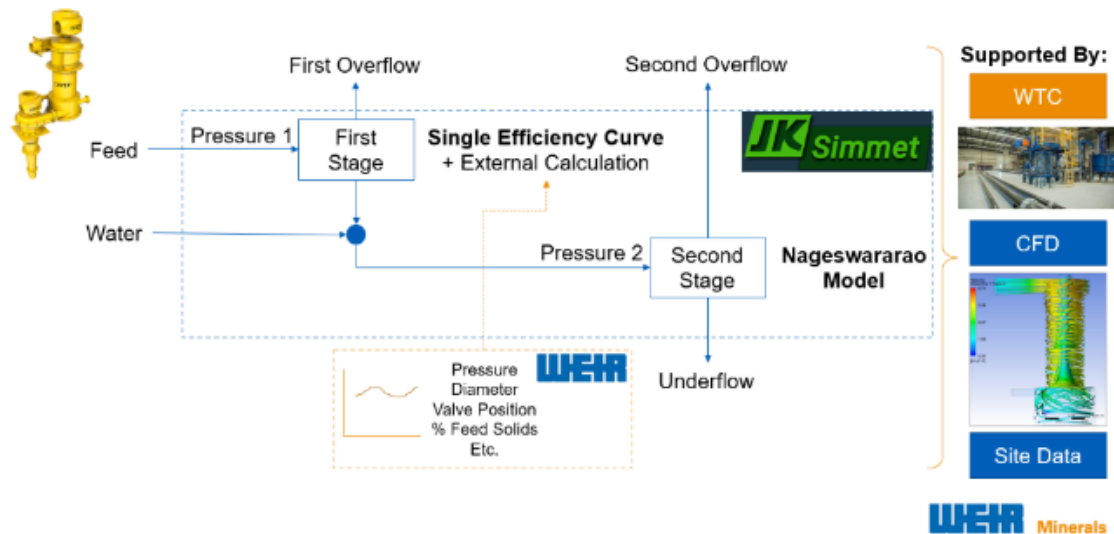 First Overflow
Second Overflow
Supported By:
WTC
Feed
Pressure 1
First
Stage
Single Efficiency Curve
+ External Calculation
JK Simmet
Water
Pressure 2
Second
Stage
Nageswararao
Model
CFD
Underflow
WEIR
Pressure
Diameter
Valve Position
% Feed Solids
Etc.
Site Data
WEIR Minerals